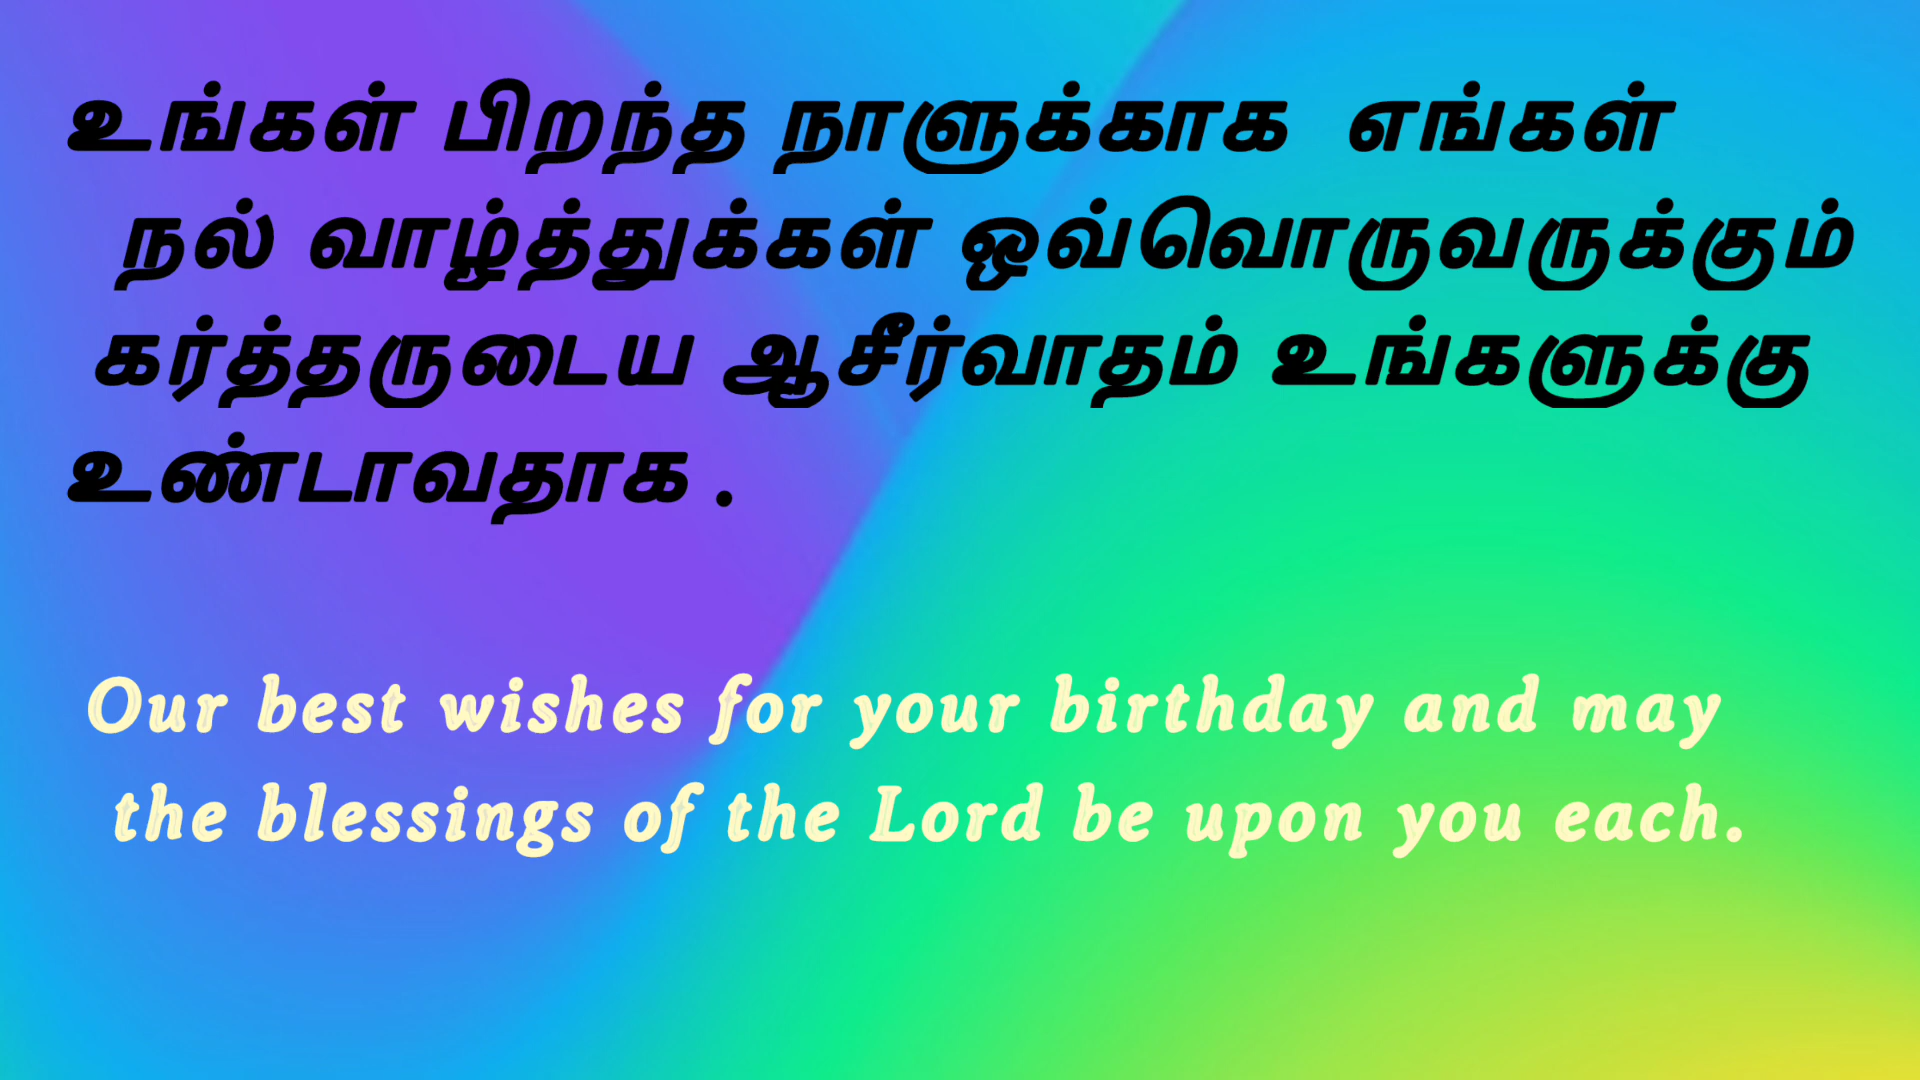 உங்கள் பிறந்த நாளுக்காக எங்கள்
நல் வாழ்த்துக்கள் ஒவ்வொருவருக்கும்
கர்த்தருடைய ஆசீர்வாதம் உங்களுக்கு
உண்டாவதாக .
Our best wishes for your birthday and may
the blessings of the Lord be upon you each.